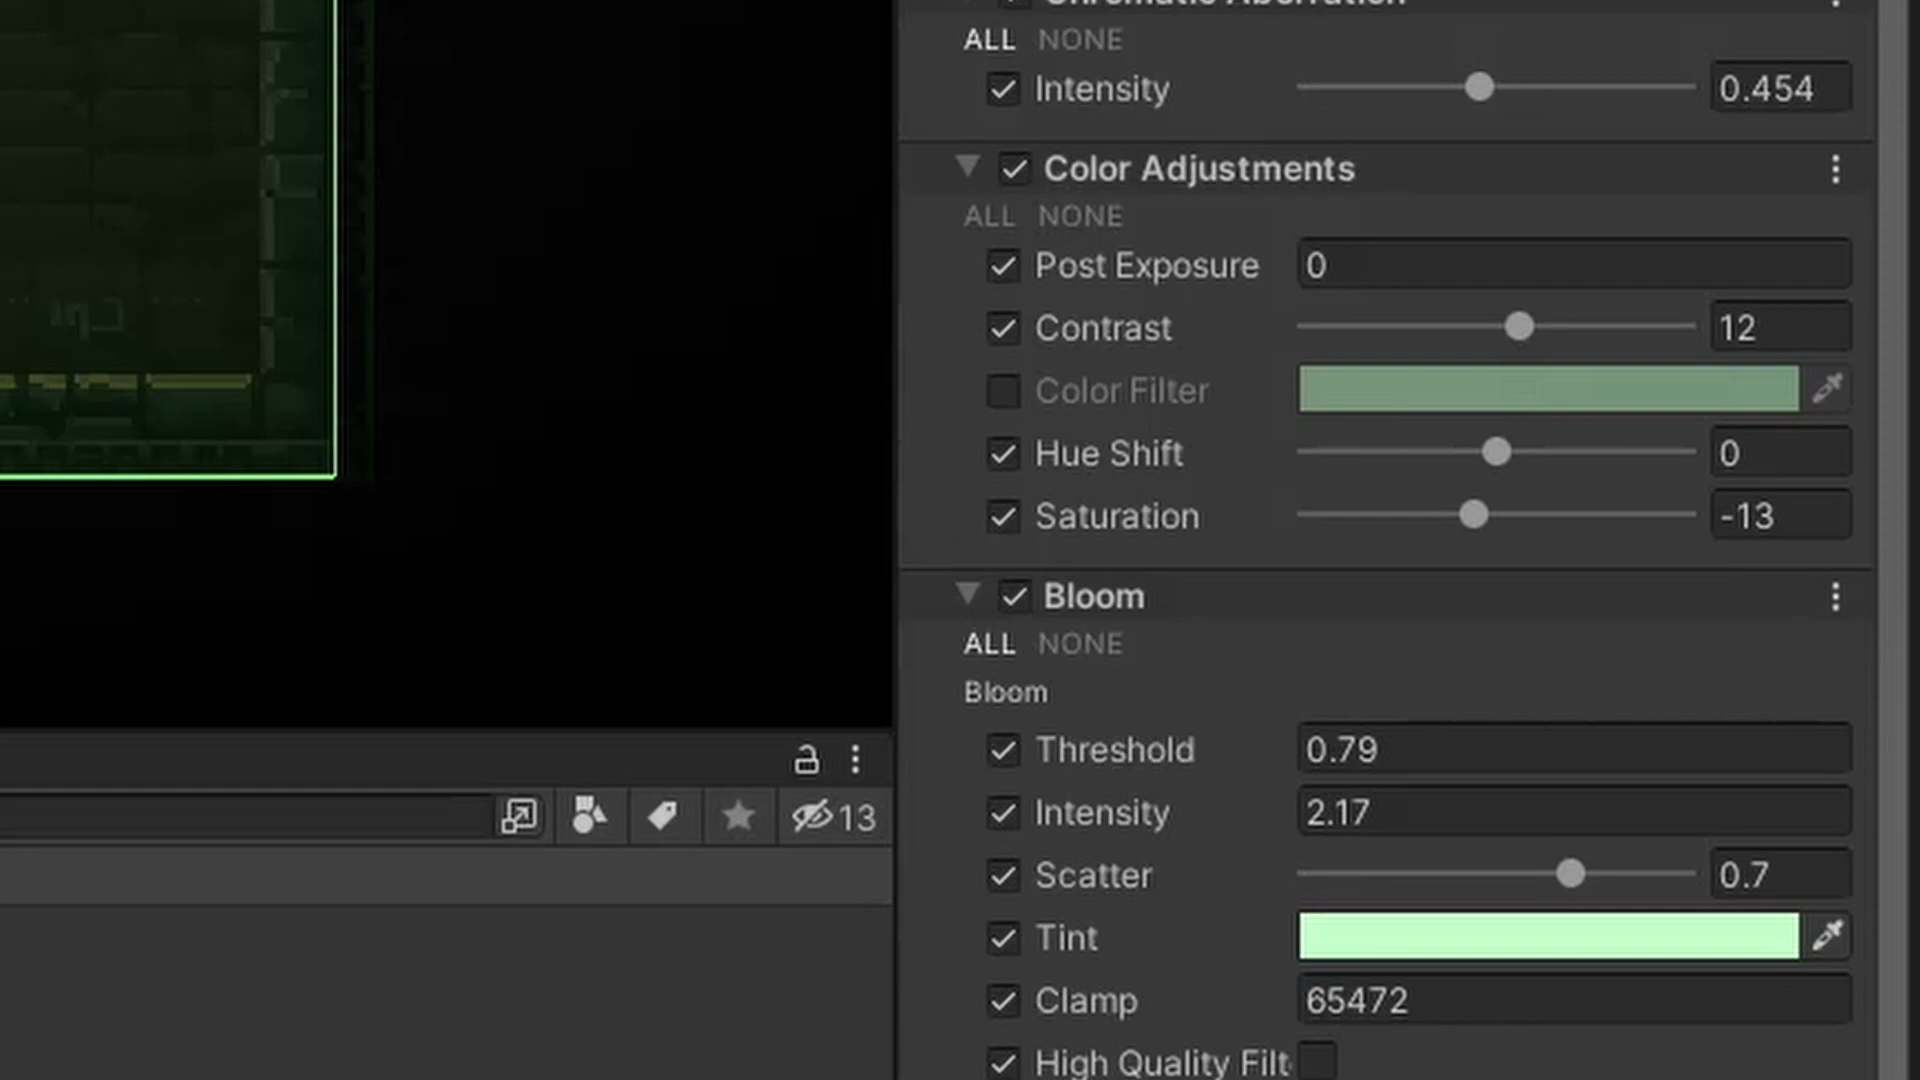 Chromatic Aberration
ALL NONE
Intensity 0.454
Color Adjustments
ALL NONE
Post Exposure 0
Contrast 12
Color Filter
Hue Shift 0
Saturation -13
Bloom
ALL NONE
Bloom
Threshold 0.79
Intensity 2.17
Scatter 0.7
Tint
Clamp 65472
High Quality Filt
13